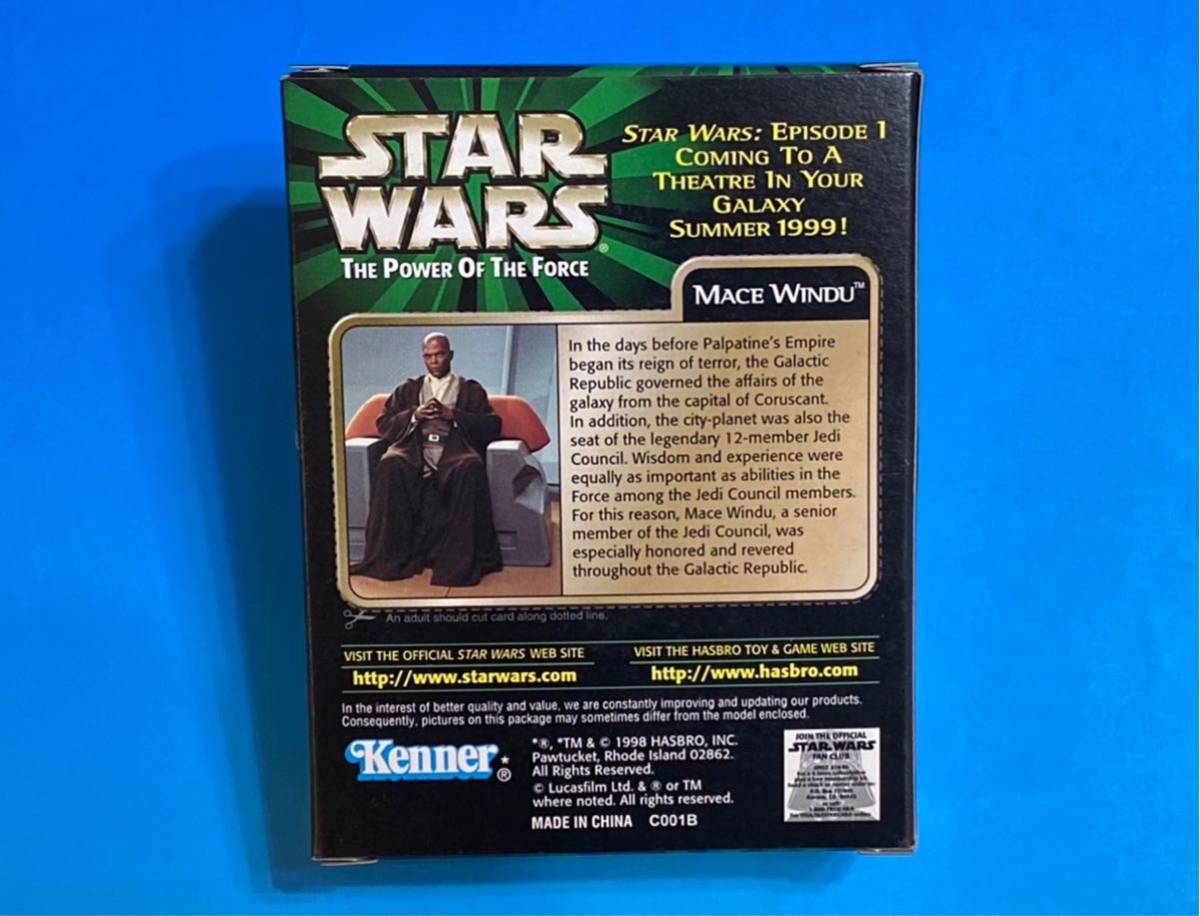 STAR
WARS®
THE POWER OF THE FORCE
STAR WARS: EPISODE 1
COMING TO A
THEATRE IN YOUR
GALAXY
SUMMER 1999!
MACE WINDU™
In the days before Palpatine's Empire
began its reign of terror, the Galactic
Republic governed the affairs of the
galaxy from the capital of Coruscant.
In addition, the city-planet was also the
seat of the legendary 12-member Jedi
Council. Wisdom and experience were
equally as important as abilities in the
Force among the Jedi Council members.
For this reason, Mace Windu, a senior
member of the Jedi Council, was
especially honored and revered
throughout the Galactic Republic.
An adult should cut card along dotted line.
VISIT THE OFFICIAL STAR WARS WEB SITE
http://www.starwars.com
VISIT THE HASBRO TOY & GAME WEB SITE
http://www.hasbro.com
In the interest of better quality and value, we are constantly improving and updating our products.
Consequently, pictures on this package may sometimes differ from the model enclosed.
Kenner*®
*®, *TM & © 1998 HASBRO, INC.
Pawtucket, Rhode Island 02862.
All Rights Reserved.
© Lucasfilm Ltd. & ® or TM
where noted. All rights reserved.
MADE IN CHINA C001B
JOIN THE OFFICIAL
STAR WARS
FAN CLUB